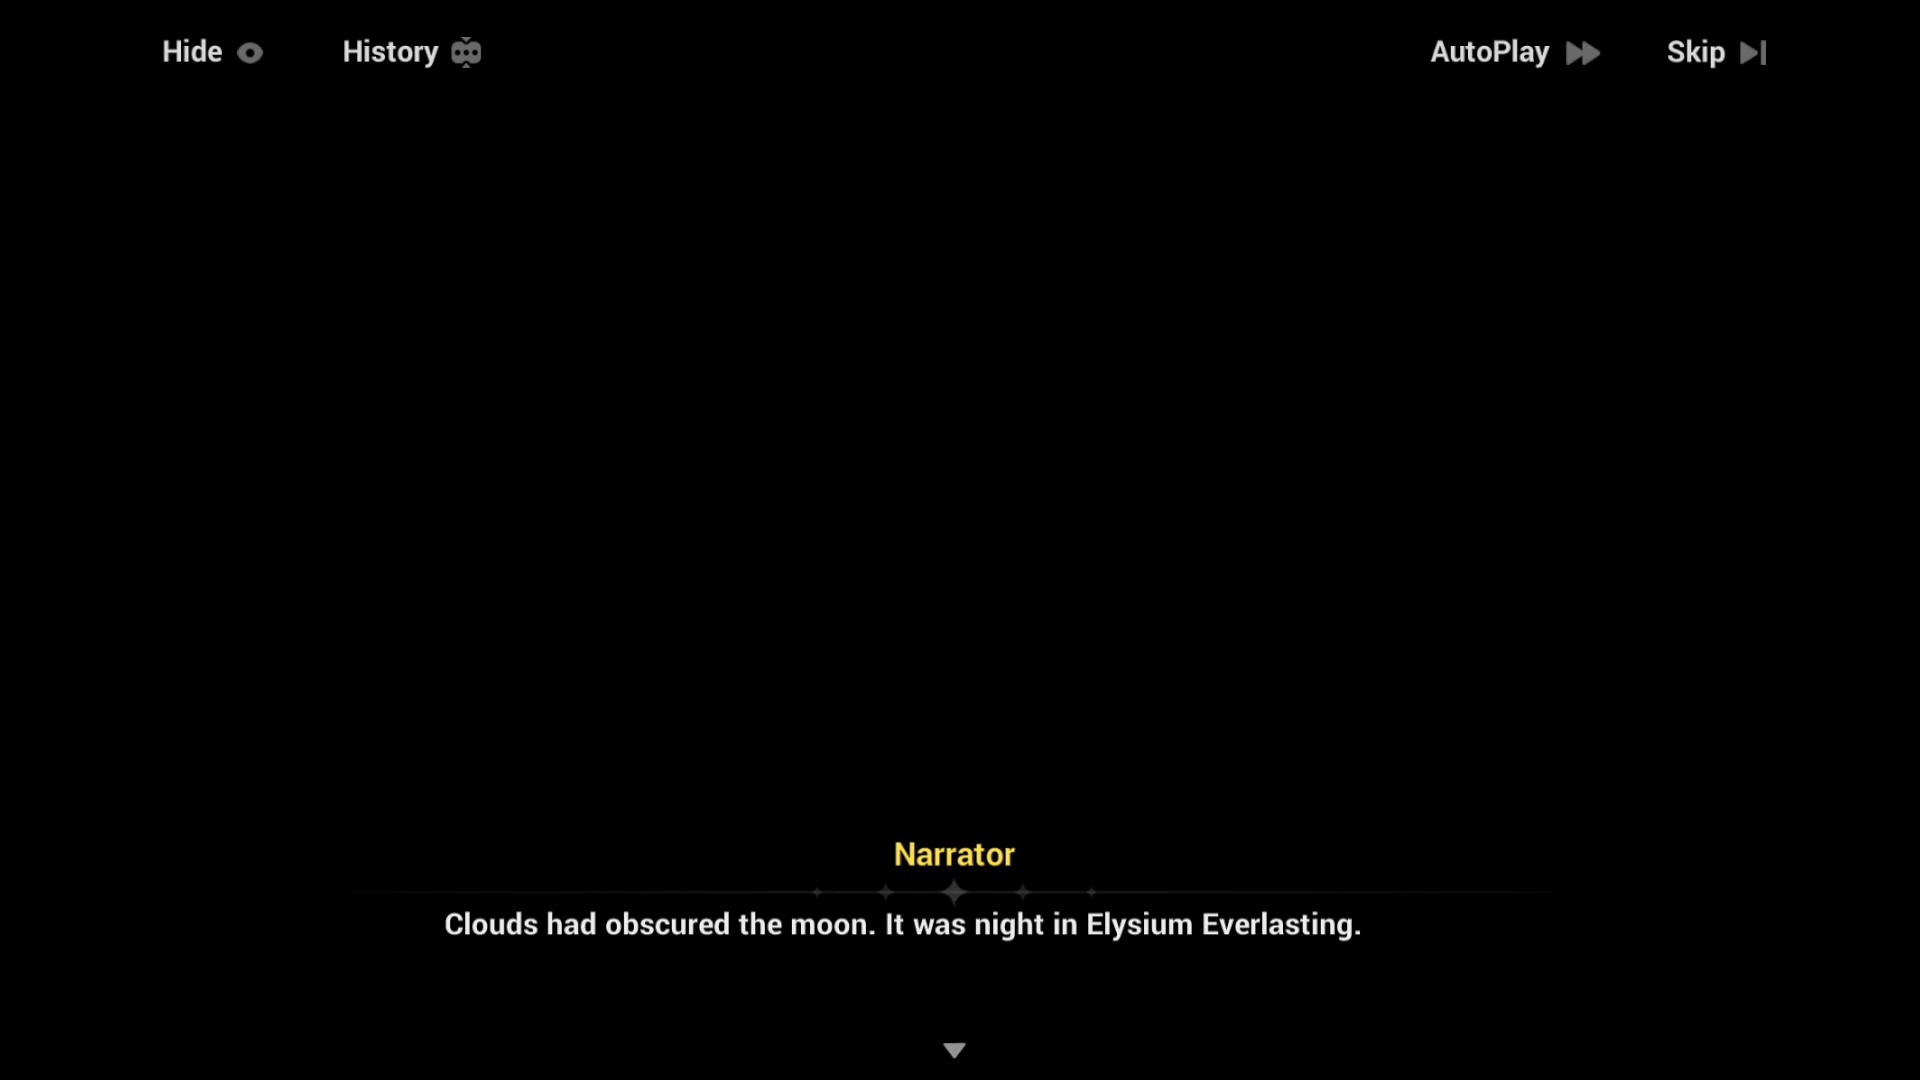 Hide
History
AutoPlay
Skip
Narrator
Clouds had obscured the moon. It was night in Elysium Everlasting.